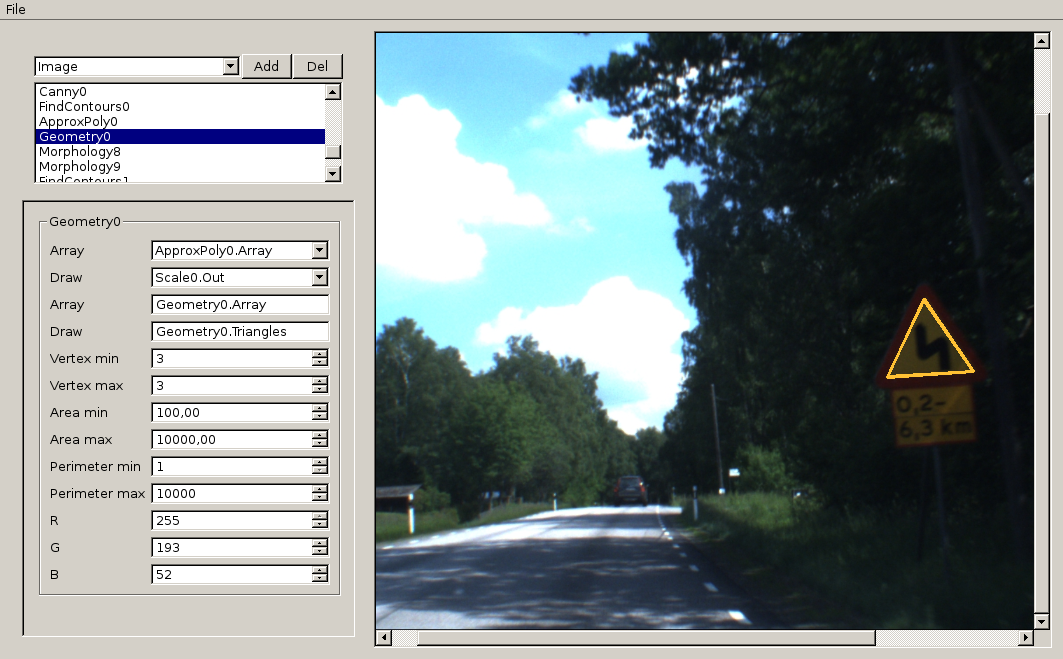 File
Image
Add
Del
Canny0
FindContours0
ApproxPoly0
Geometry0
Morphology8
Morphology9
FindContours1
Geometry0
Array ApproxPoly0.Array
Draw Scale0.Out
Array Geometry0.Array
Draw Geometry0.Triangles
Vertex min 3
Vertex max 3
Area min 100,00
Area max 10000,00
Perimeter min 1
Perimeter max 10000
R 255
G 193
B 52
0,2-
6,3 km